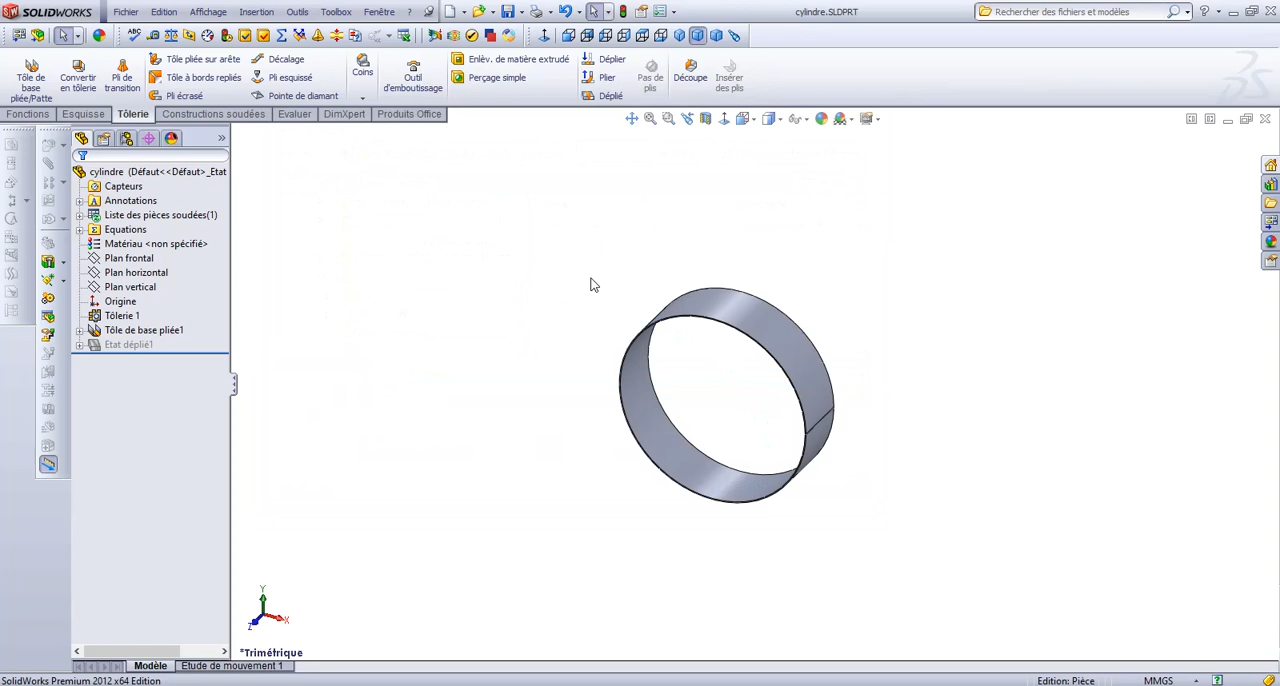 SOLIDWORKS Fichier Edition Affichage Insertion Outils Toolbox Fenêtre ? cylindre.SLDPRT Rechercher des fichiers et modèles
Tôle de base pliée/Patte
Convertir en tôlerie
Pli de transition
Tôle pliée sur arête
Tôle à bords repliés
Pli écrasé
Décalage
Pli esquissé
Pointe de diamant
Coins
Outil d'emboutissage
Enlèv. de matière extrudé
Perçage simple
Déplier
Plier
Déplié
Pas de plis
Découpe
Insérer des plis
Fonctions Esquisse Tôlerie Constructions soudées Evaluer DimXpert Produits Office
cylindre (Défaut<<Défaut>_Etat
Capteurs
Annotations
Liste des pièces soudées(1)
Equations
Matériau <non spécifié>
Plan frontal
Plan horizontal
Plan vertical
Origine
Tôlerie 1
Tôle de base pliée1
Etat déplié1
Y
X
Z
*Trimétrique
Modèle Etude de mouvement 1
SolidWorks Premium 2012 x64 Edition Edition: Pièce MMGS